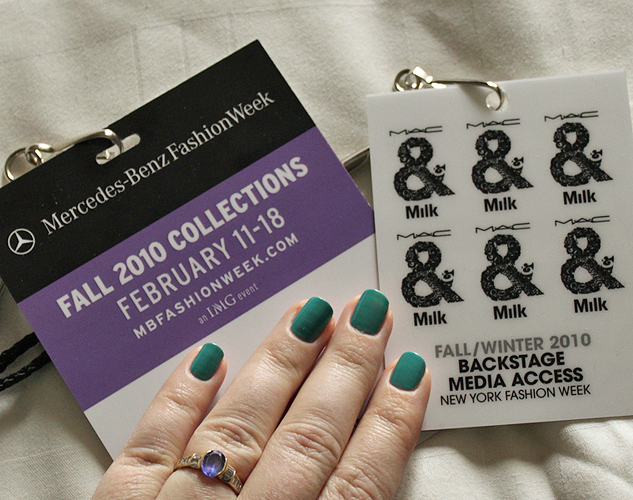 Mercedes-Benz FashionWeek
FALL 2010 COLLECTIONS
FEBRUARY 11-18
MBFASHIONWEEK.COM
an IMG event
MAC MAC MAC
& & &
Milk Milk Milk
MAC MAC MAC
& & &
Milk Milk Milk
FALL/WINTER 2010
BACKSTAGE
MEDIA ACCESS
NEW YORK FASHION WEEK